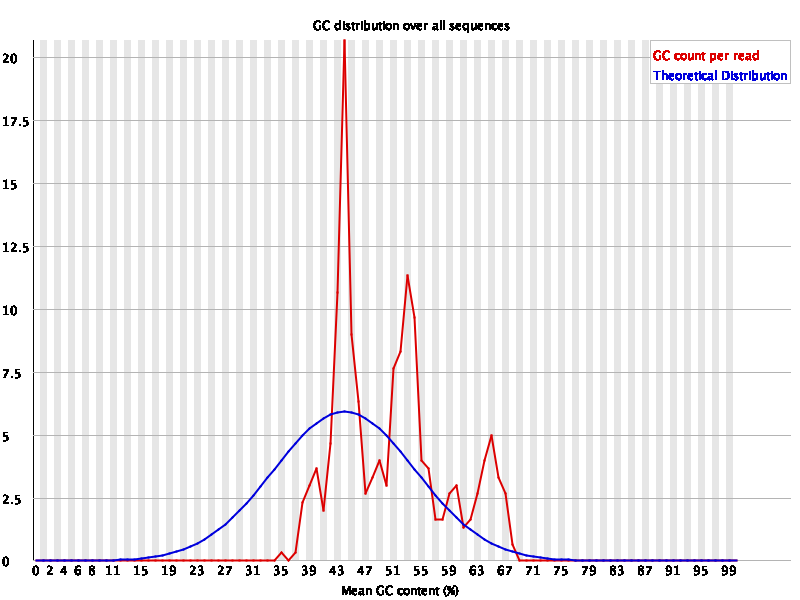 GC distribution over all sequences
GC count per read
Theoretical Distribution
20
17.5
15
12.5
10
7.5
5
2.5
0
0 2 4 6 8 11 15 19 23 27 31 35 39 43 47 51 55 59 63 67 71 75 79 83 87 91 95 99
Mean GC content (%)